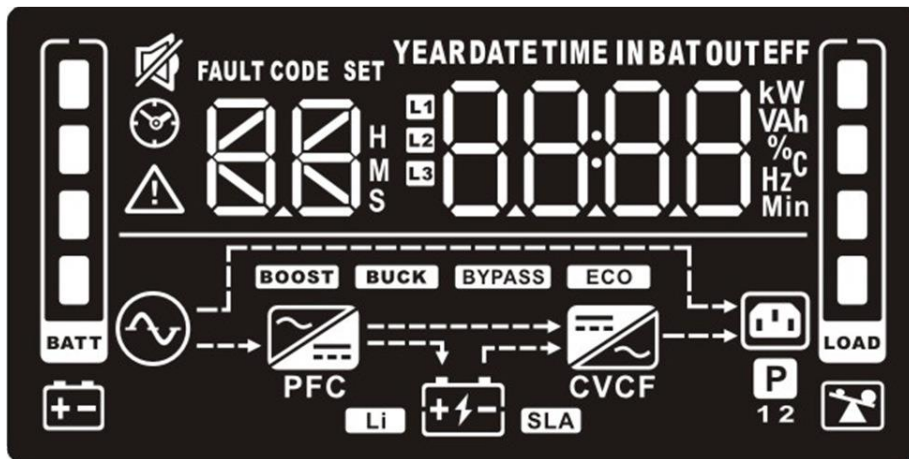 YEAR DATE TIME IN BAT OUT EFF
FAULT CODE SET
L1
L2
L3
H
M
S
kW
VAh
%°C
Hz
Min
BOOST BUCK BYPASS ECO
BATT
LOAD
PFC
CVCF
P
1 2
Li
SLA